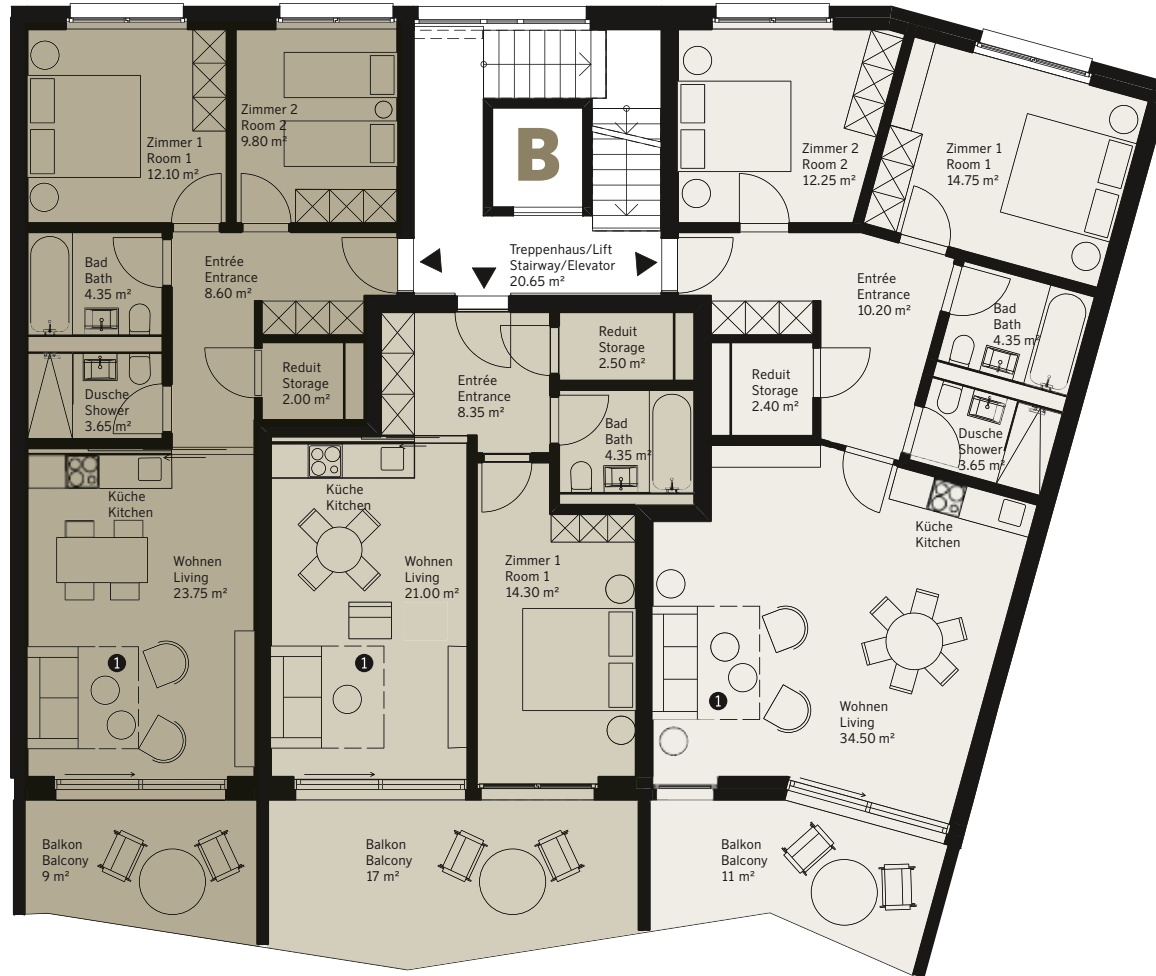 B
Zimmer 1
Room 1
12.10 m²
Zimmer 2
Room 2
9.80 m²
Zimmer 2
Room 2
12.25 m²
Zimmer 1
Room 1
14.75 m²
Bad
Bath
4.35 m²
Entrée
Entrance
8.60 m²
Treppenhaus/Lift
Stairway/Elevator
20.65 m²
Entrée
Entrance
10.20 m²
Bad
Bath
4.35 m²
Dusche
Shower
3.65 m²
Reduit
Storage
2.00 m²
Entrée
Entrance
8.35 m²
Reduit
Storage
2.50 m²
Reduit
Storage
2.40 m²
Bad
Bath
4.35 m²
Dusche
Shower
3.65 m²
Küche
Kitchen
Küche
Kitchen
Küche
Kitchen
Wohnen
Living
23.75 m²
Wohnen
Living
21.00 m²
Zimmer 1
Room 1
14.30 m²
1
1
1
Wohnen
Living
34.50 m²
Balkon
Balcony
9 m²
Balkon
Balcony
17 m²
Balkon
Balcony
11 m²